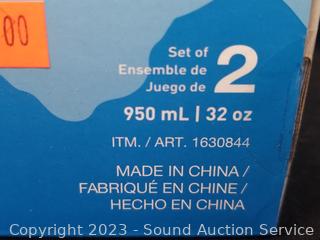 00
Set of
Ensemble de
Juego de
2
950 mL | 32 oz
ITM. / ART. 1630844
MADE IN CHINA /
FABRIQUÉ EN CHINE /
HECHO EN CHINA
Copyright © 2023 - Sound Auction Service